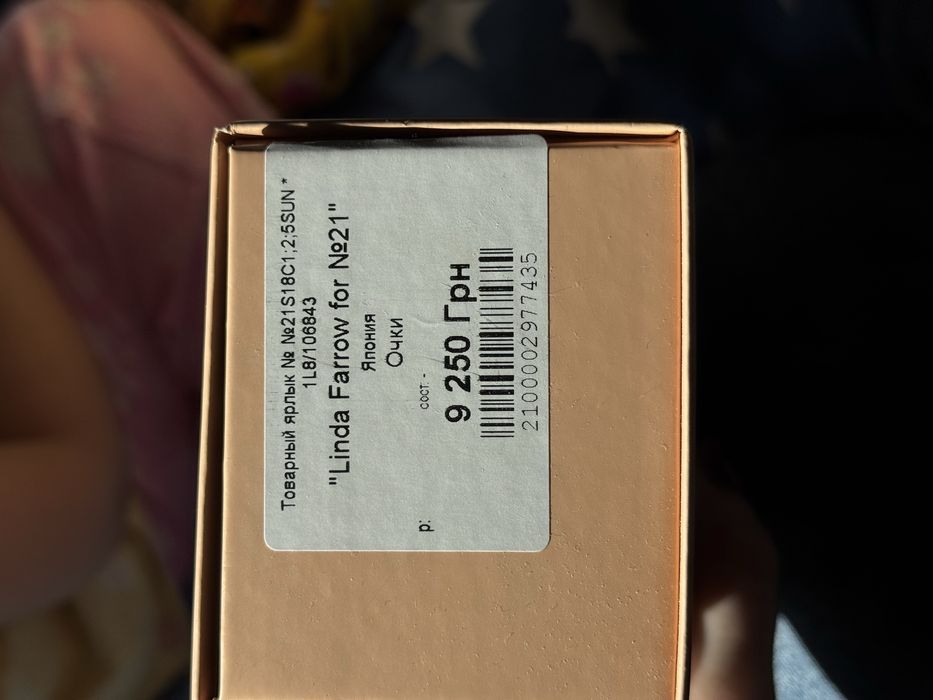 Товарный ярлык № №21S18C1;2;5SUN *
1L8/106843
"Linda Farrow for №21"
Япония
Очки
сост. -
р:
9 250 Грн
2100002977435